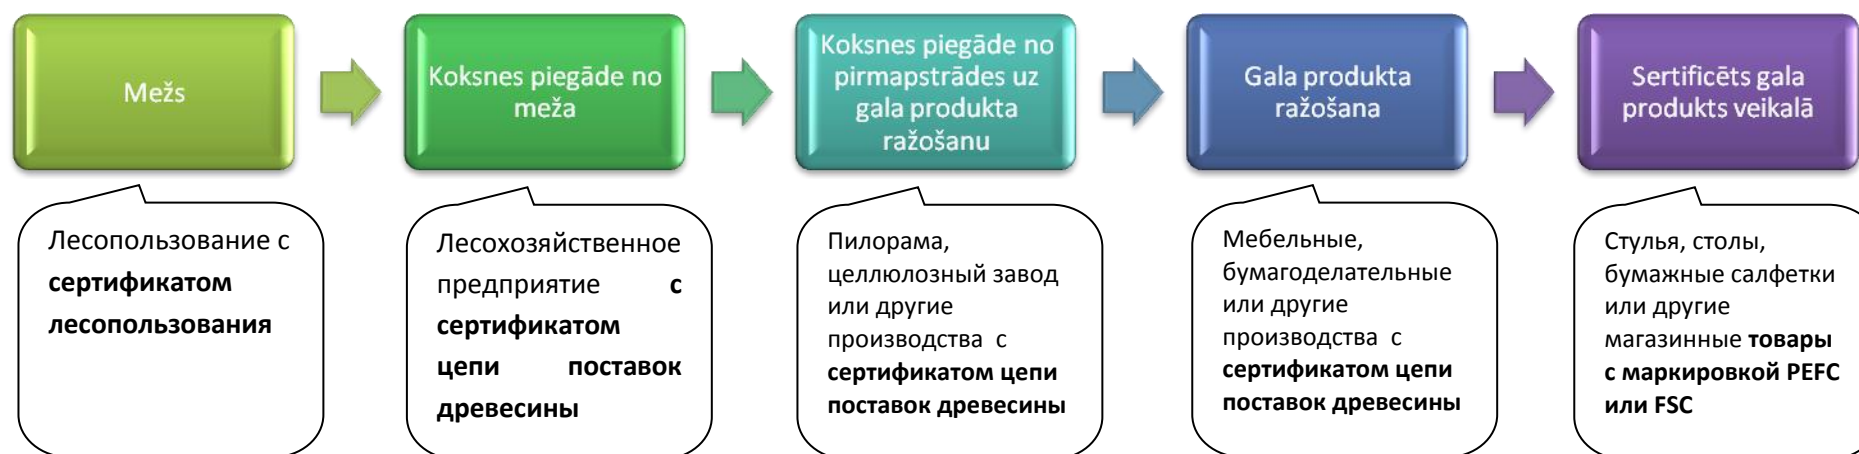 Mežs
Koksnes piegāde no
meža
Koksnes piegāde no
pirmapstrādes uz
gala produkta
ražošanu
Gala produkta
ražošana
Sertificēts gala
produkts veikalā
Лесопользование с
сертификатом
лесопользования
Лесохозяйственное
предприятие с
сертификатом
цепи поставок
древесины
Пилорама,
целлюлозный завод
или другие
производства с
сертификатом цепи
поставок древесины
Мебельные,
бумагоделательные
или другие
производства с
сертификатом цепи
поставок древесины
Стулья, столы,
бумажные салфетки
или другие
магазинные товары
с маркировкой PEFC
или FSC